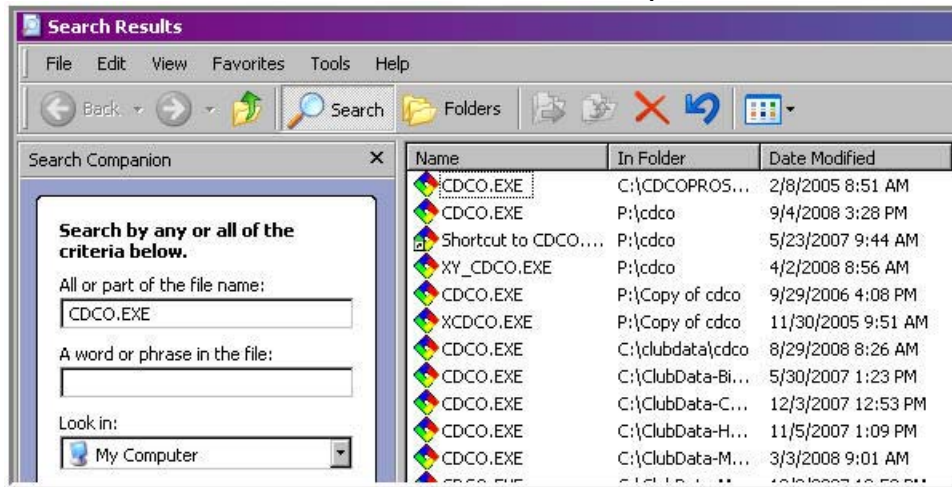 Search Results
File Edit View Favorites Tools Help
Back Search Folders
Search Companion
Search by any or all of the
criteria below.
All or part of the file name:
CDCO.EXE
A word or phrase in the file:
Look in:
My Computer
Name In Folder Date Modified
CDCO.EXE C:\CDCOPROS... 2/8/2005 8:51 AM
CDCO.EXE P:\cdco 9/4/2008 3:28 PM
Shortcut to CDCO.... P:\cdco 5/23/2007 9:44 AM
XY_CDCO.EXE P:\cdco 4/2/2008 8:56 AM
CDCO.EXE P:\Copy of cdco 9/29/2006 4:08 PM
XCDCO.EXE P:\Copy of cdco 11/30/2005 9:51 AM
CDCO.EXE C:\clubdata\cdco 8/29/2008 8:26 AM
CDCO.EXE C:\ClubData-Bi... 5/30/2007 1:23 PM
CDCO.EXE C:\ClubData-C... 12/3/2007 12:53 PM
CDCO.EXE C:\ClubData-H... 11/5/2007 1:09 PM
CDCO.EXE C:\ClubData-M... 3/3/2008 9:01 AM